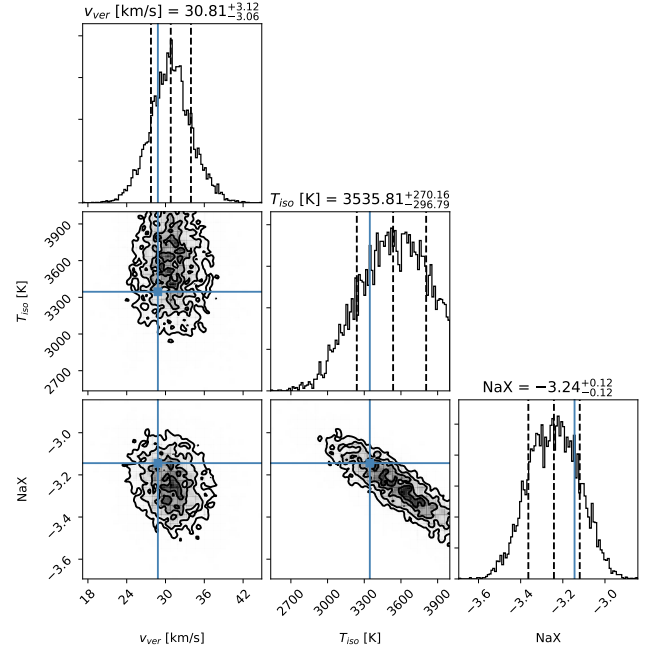 v_ver [km/s] = 30.81^{+3.12}_{-3.06}
T_iso [K] = 3535.81^{+270.16}_{-296.79}
3900
3600
3300
3000
2700
T_iso [K]
NaX = −3.24^{+0.12}_{-0.12}
−3.0
−3.2
−3.4
−3.6
NaX
18 24 30 36 42
2700 3000 3300 3600 3900
−3.6 −3.4 −3.2 −3.0
v_ver [km/s]
T_iso [K]
NaX